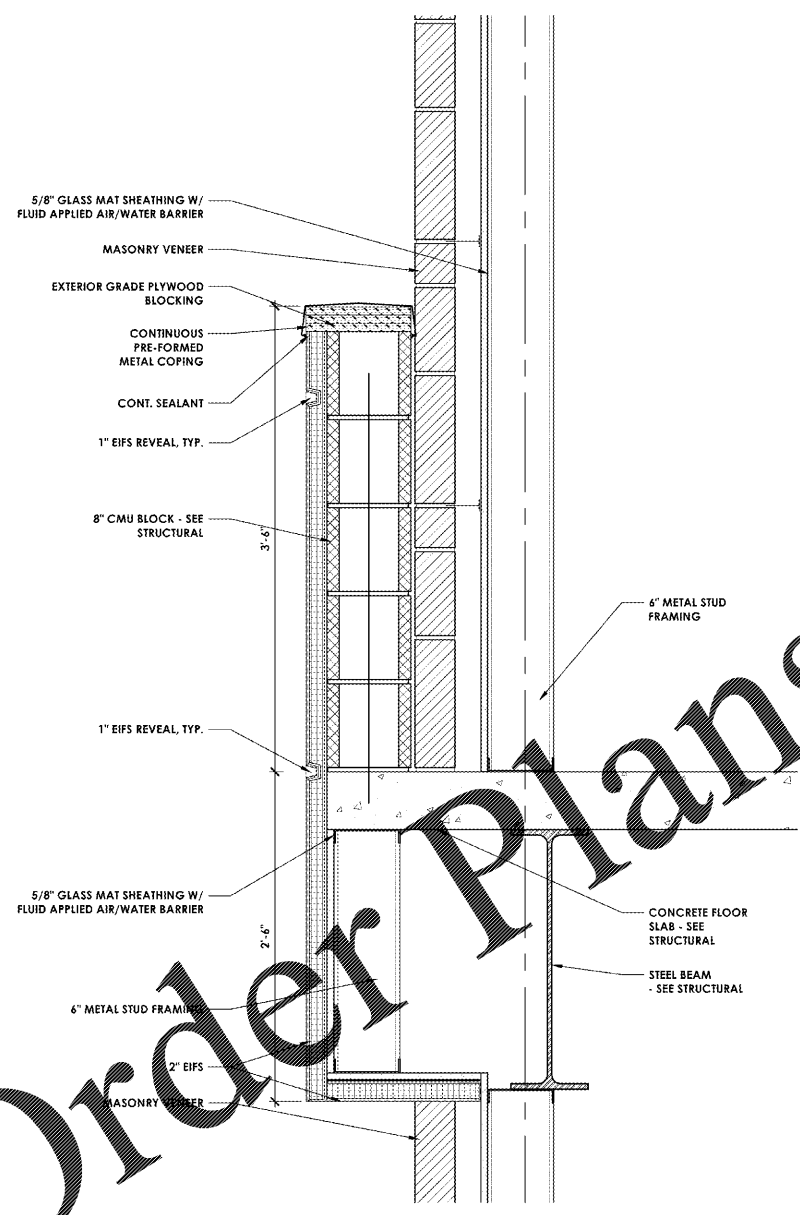 5/8" GLASS MAT SHEATHING W/
FLUID APPLIED AIR/WATER BARRIER
MASONRY VENEER
EXTERIOR GRADE PLYWOOD
BLOCKING
CONTINUOUS
PRE-FORMED
METAL COPING
CONT. SEALANT
1" EIFS REVEAL, TYP.
8" CMU BLOCK - SEE
STRUCTURAL
3'-6"
6" METAL STUD
FRAMING
1" EIFS REVEAL, TYP.
5/8" GLASS MAT SHEATHING W/
FLUID APPLIED AIR/WATER BARRIER
2'-6"
CONCRETE FLOOR
SLAB - SEE
STRUCTURAL
STEEL BEAM
- SEE STRUCTURAL
6" METAL STUD FRAMING
2" EIFS
MASONRY VENEER
Order Plans